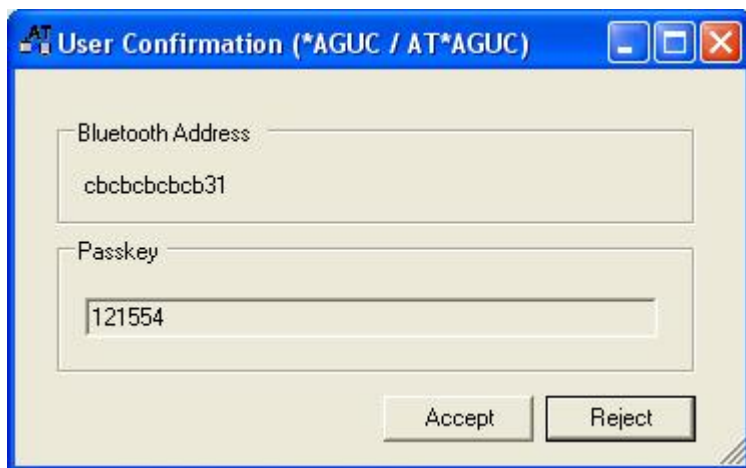 AT
User Confirmation (*AGUC / AT*AGUC)
Bluetooth Address
cbcbcbcbcb31
Passkey
121554
Accept
Reject